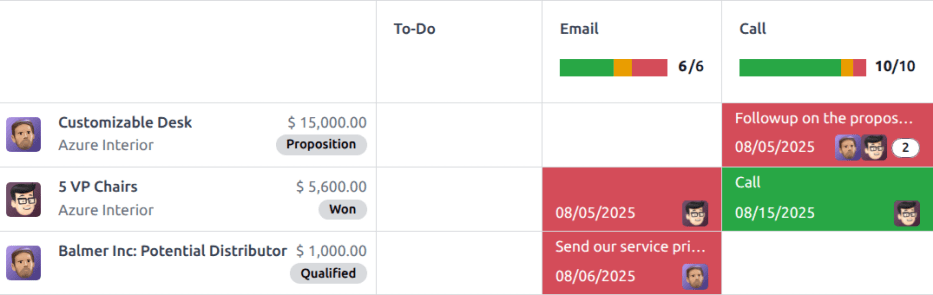 To-Do
Email
Call
6/6
10/10
Customizable Desk
$ 15,000.00
Azure Interior
Proposition
Followup on the propos...
08/05/2025
2
5 VP Chairs
$ 5,600.00
Azure Interior
Won
08/05/2025
Call
08/15/2025
Balmer Inc: Potential Distributor
$ 1,000.00
Qualified
Send our service pri...
08/06/2025